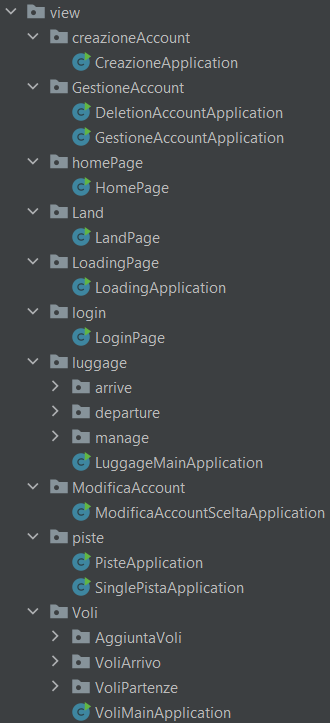 view
creazioneAccount
CreazioneApplication
GestioneAccount
DeletionAccountApplication
GestioneAccountApplication
homePage
HomePage
Land
LandPage
LoadingPage
LoadingApplication
login
LoginPage
luggage
arrive
departure
manage
LuggageMainApplication
ModificaAccount
ModificaAccountSceltaApplication
piste
PisteApplication
SinglePistaApplication
Voli
AggiuntaVoli
VoliArrivo
VoliPartenze
VoliMainApplication